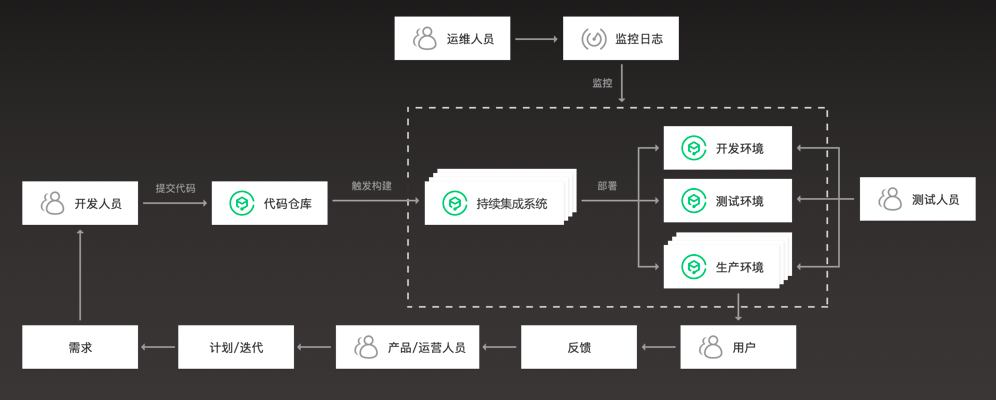 运维人员
监控日志
监控
开发环境
提交代码
触发构建
部署
开发人员
代码仓库
持续集成系统
测试环境
测试人员
生产环境
需求
计划/迭代
产品/运营人员
反馈
用户